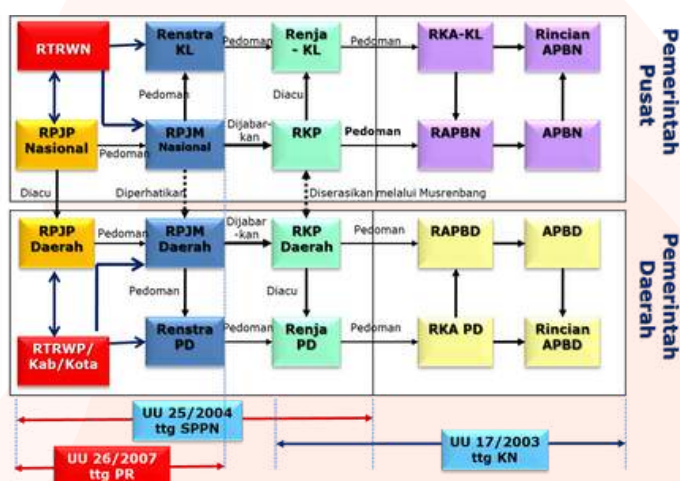 RTRWN
Renstra
KL
Pedoman
Renja
- KL
Pedoman
RKA-KL
Rincian
APBN
Pemerintah
Pusat
Pedoman
Diacu
RPJP
Nasional
Pedoman
RPJM
Nasional
Dijabar-
kan
RKP
Pedoman
RAPBN
APBN
Diacu
Diperhatikan
Diserasikan melalui Musrenbang
RPJP
Daerah
Pedoman
RPJM
Daerah
Dijabar
-kan
RKP
Daerah
Pedoman
RAPBD
APBD
Pemerintah
Daerah
Pedoman
Diacu
RTRWP/
Kab/Kota
Renstra
PD
Pedoman
Renja
PD
Pedoman
RKA PD
Rincian
APBD
UU 25/2004
ttg SPPN
UU 17/2003
ttg KN
UU 26/2007
ttg PR